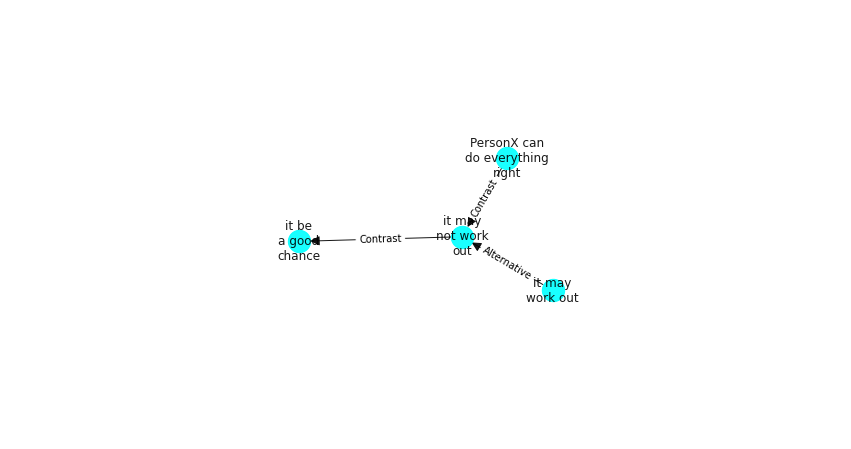 PersonX can
do everything
right
Contrast
it be
a good
chance
Contrast
it may
not work
out
Alternative
it may
work out